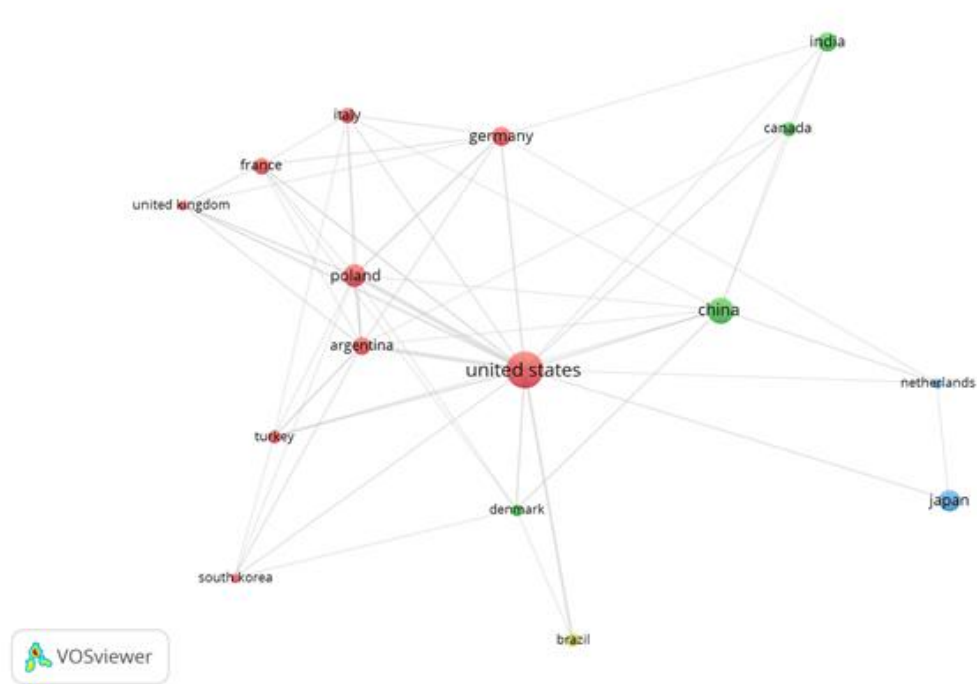 india
italy
canada
germany
france
united kingdom
poland
china
argentina
united states
netherlands
turkey
japan
denmark
south korea
brazil
VOSviewer